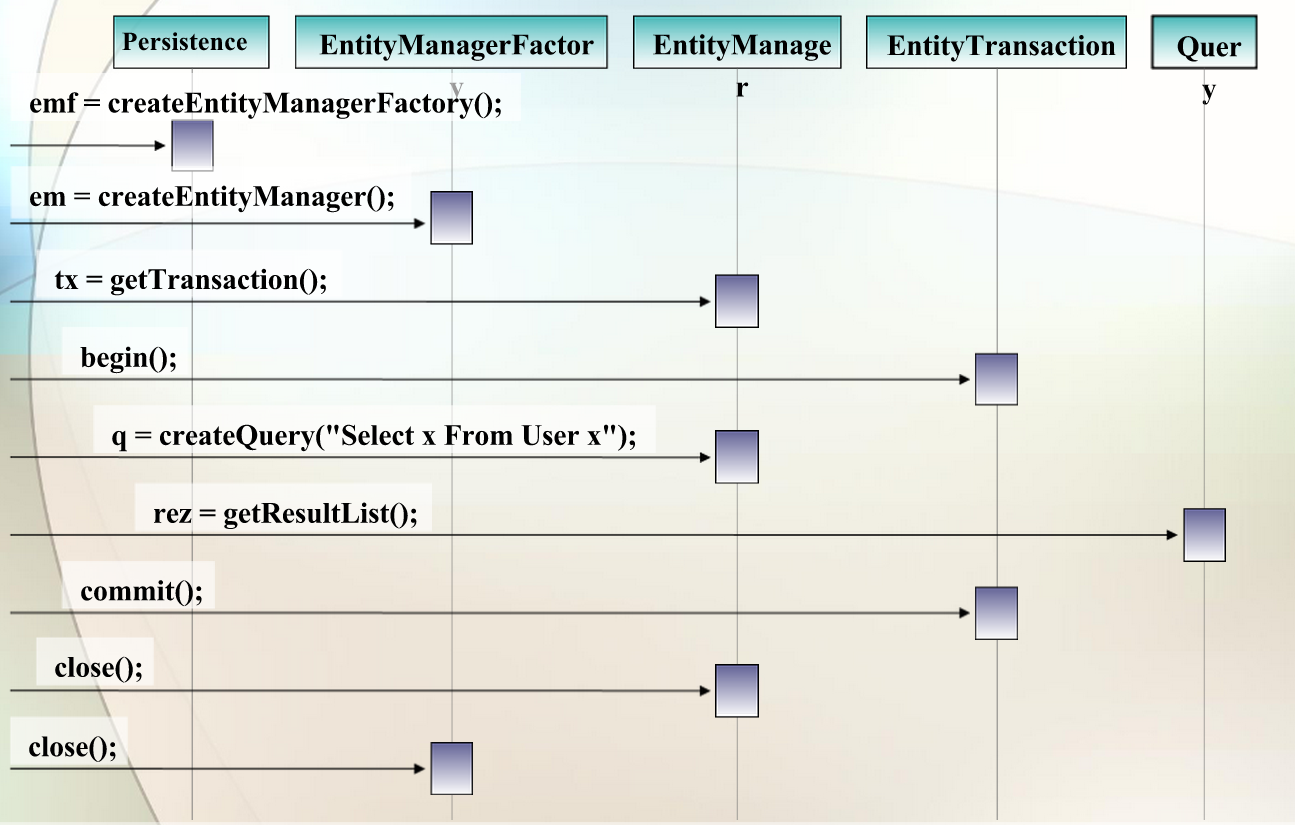 Persistence
EntityManagerFactor
y
EntityManage
r
EntityTransaction
Quer
y
emf = createEntityManagerFactory();
em = createEntityManager();
tx = getTransaction();
begin();
q = createQuery("Select x From User x");
rez = getResultList();
commit();
close();
close();